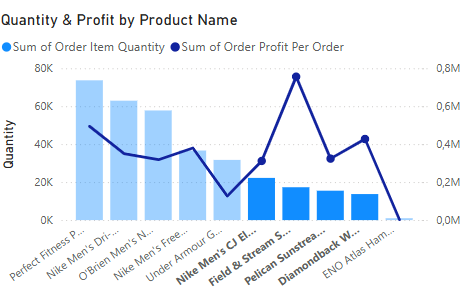 Quantity & Profit by Product Name
Sum of Order Item Quantity Sum of Order Profit Per Order
80K
60K
40K
20K
0K
Quantity
0,8M
0,6M
0,4M
0,2M
0,0M
Perfect Fitness P...
Nike Men's Dri-...
O'Brien Men's N...
Nike Men's Free...
Under Armour G...
Nike Men's CJ El...
Field & Stream S...
Pelican Sunstrea...
Diamondback W...
ENO Atlas Ham...